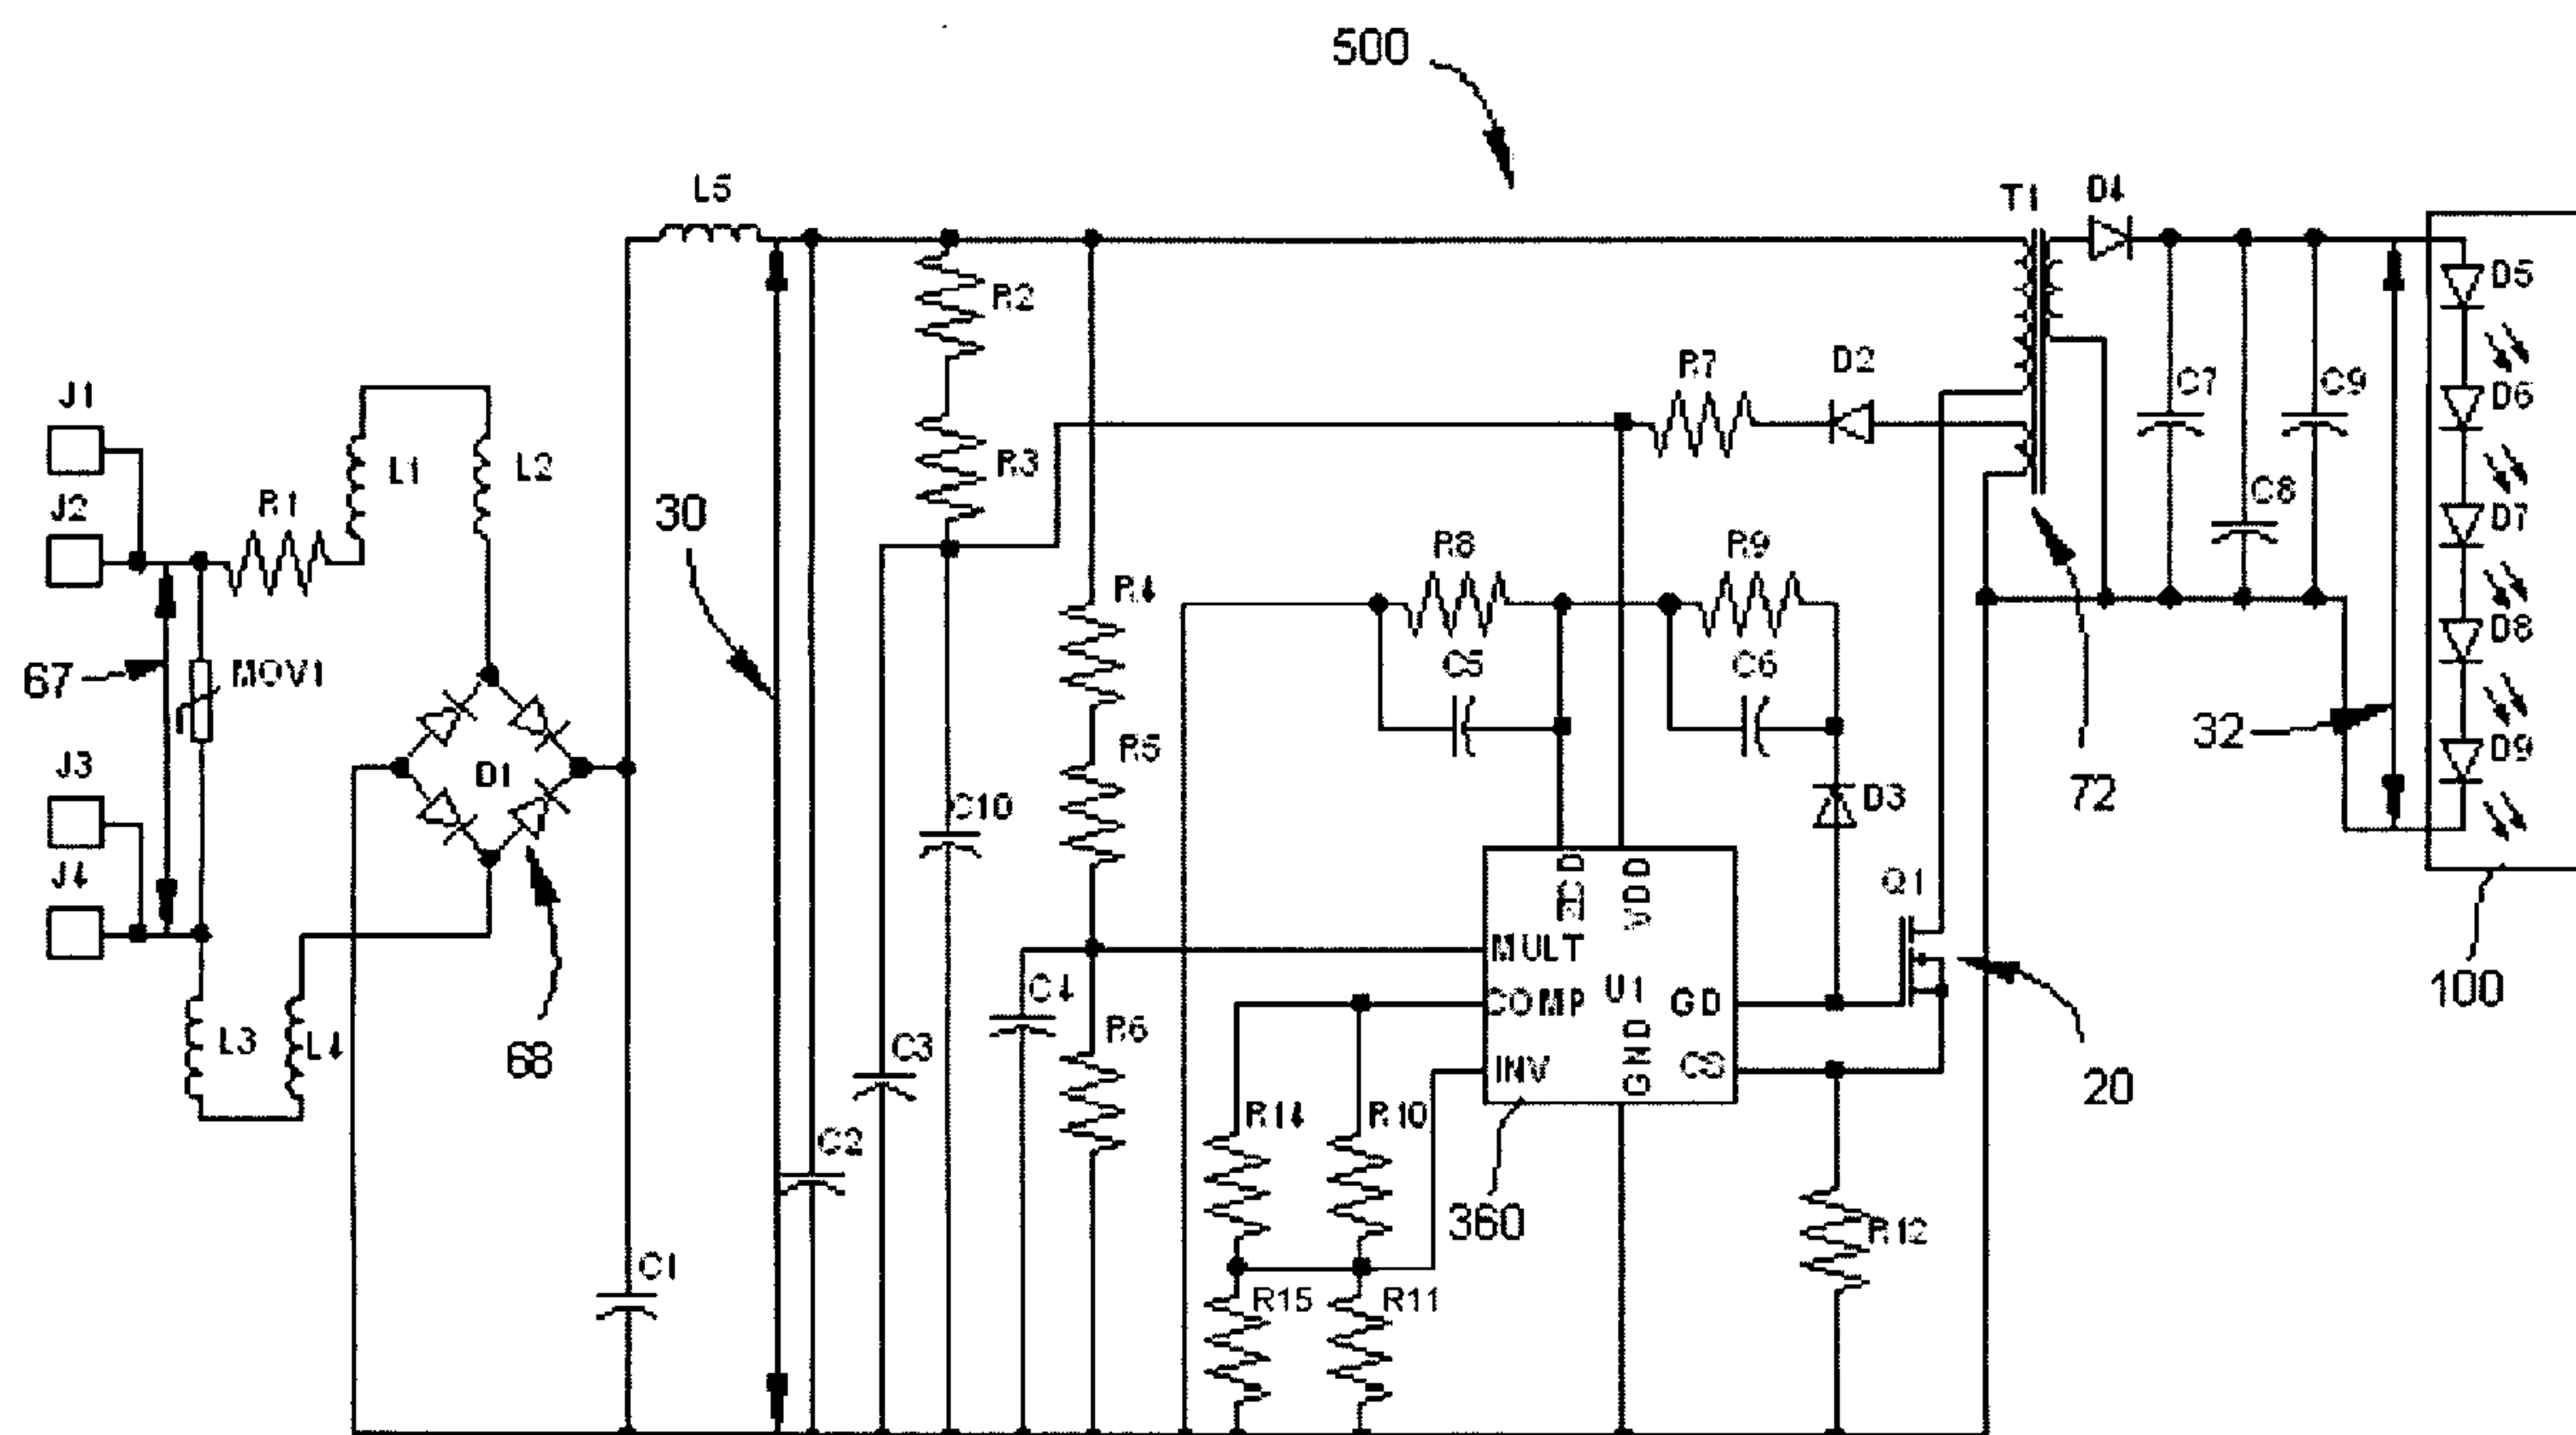 500
L5
T1
D4
R2
D5
J1
R7
D2
C7
C9
D6
L1
L2
R3
J2
R1
30
C8
D7
R8
R9
R4
D8
67
MOV1
C5
C6
32
D9
R5
J3
D1
72
D3
C10
J4
VDD
Q1
MULT
100
C4
COMP
U1
GD
L3
L4
68
C3
R6
INV
GND
CS
20
R14
R10
C2
360
R12
C1
R15
R11